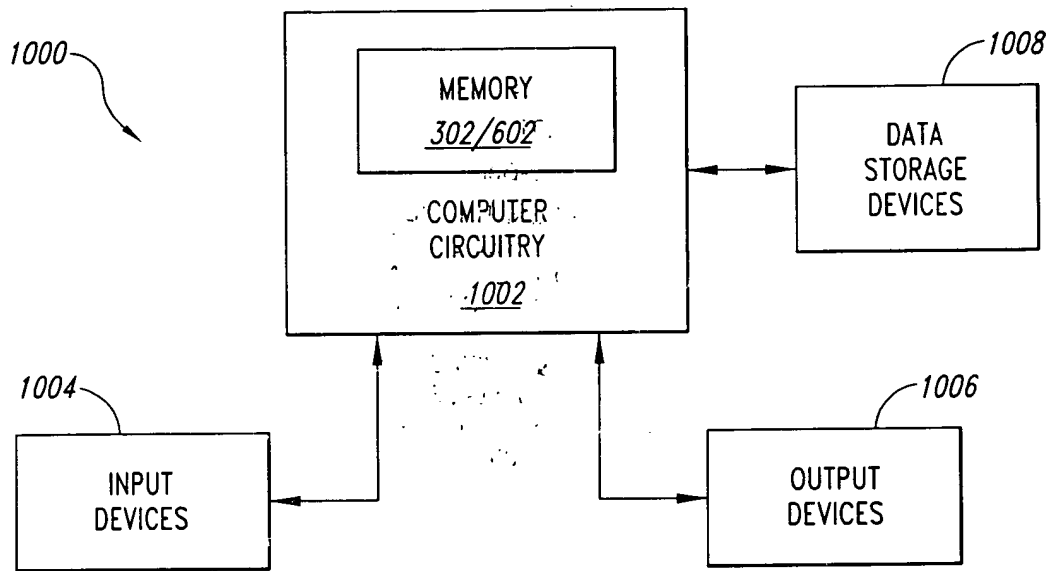 1000
MEMORY
302/602
COMPUTER
CIRCUITRY
1002
1008
DATA
STORAGE
DEVICES
1004
INPUT
DEVICES
1006
OUTPUT
DEVICES